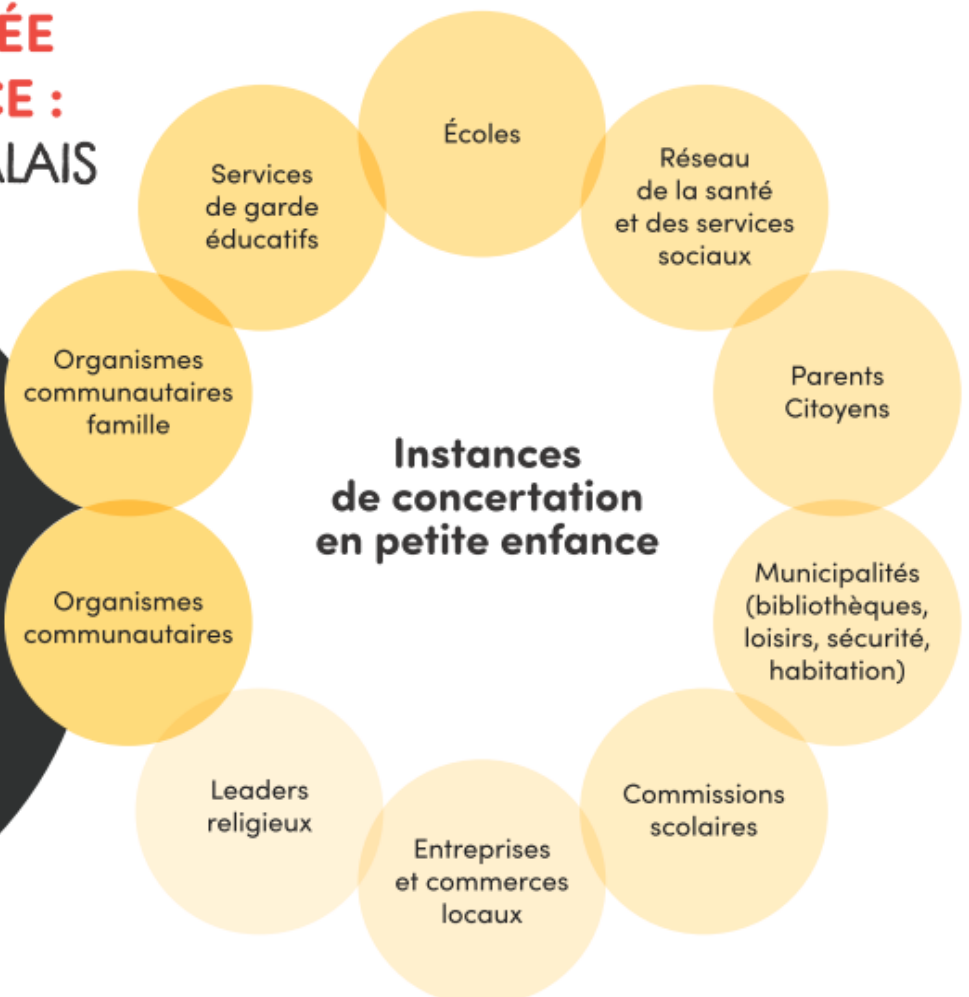 ÉE
CE :
ALAIS
Écoles
Réseau
de la santé
et des services
sociaux
Parents
Citoyens
Municipalités
(bibliothèques,
loisirs, sécurité,
habitation)
Commissions
scolaires
Entreprises
et commerces
locaux
Leaders
religieux
Organismes
communautaires
Organismes
communautaires
famille
Services
de garde
éducatifs
Instances
de concertation
en petite enfance